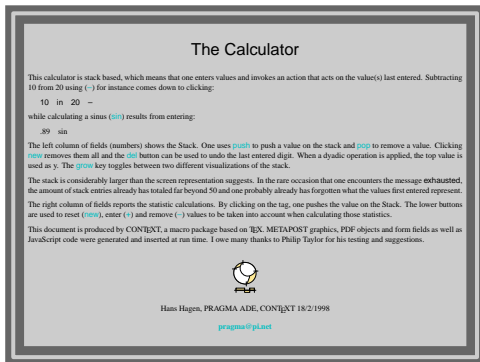 The Calculator
This calculator is stack based, which means that one enters values and invokes an action that acts on the value(s) last entered. Subtracting
10 from 20 using (−) for instance comes down to clicking:
10 in 20 −
while calculating a sinus (sin) results from entering:
.89 sin
The left column of fields (numbers) shows the Stack. One uses push to push a value on the stack and pop to remove a value. Clicking
new removes them all and the del button can be used to undo the last entered digit. When a dyadic operation is applied, the top value is
used as y. The grow key toggles between two different visualizations of the stack.
The stack is considerably larger than the screen representation suggests. In the rare occasion that one encounters the message exhausted,
the amount of stack entries already has totaled far beyond 50 and one probably already has forgotten what the values first entered represent.
The right column of fields reports the statistic calculations. By clicking on the tag, one pushes the value on the Stack. The lower buttons
are used to reset (new), enter (+) and remove (−) values to be taken into account when calculating those statistics.
This document is produced by CONTEXT, a macro package based on TEX. METAPOST graphics, PDF objects and form fields as well as
JavaScript code were generated and inserted at run time. I owe many thanks to Philip Taylor for his testing and suggestions.
Hans Hagen, PRAGMA ADE, CONTEXT 18/2/1998
pragma@pi.net